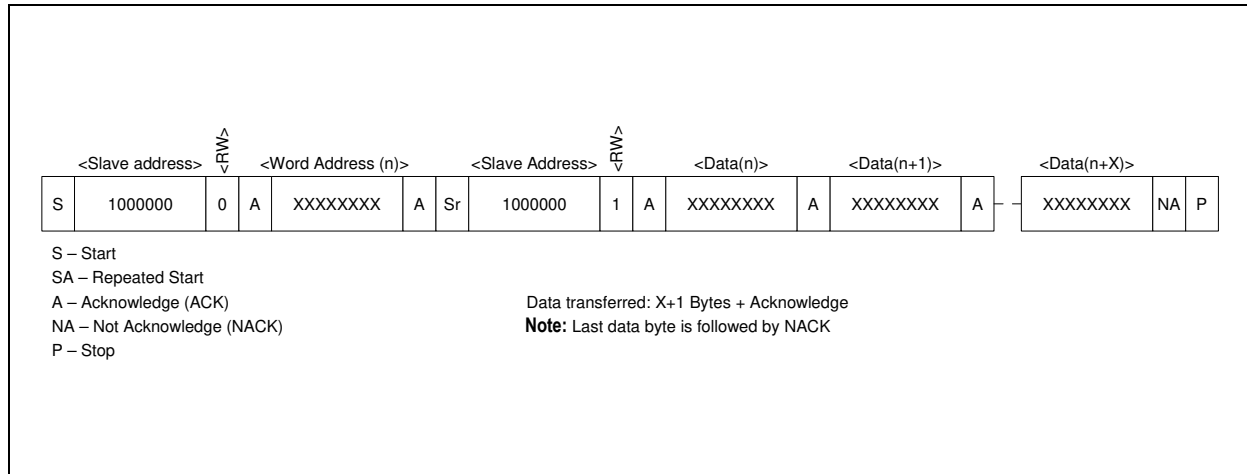 <Slave address> <RW> <Word Address (n)> <Slave Address> <RW> <Data(n)> <Data(n+1)> <Data(n+X)>
S 1000000 0 A XXXXXXXX A Sr 1000000 1 A XXXXXXXX A XXXXXXXX A XXXXXXXX NA P
S – Start
SA – Repeated Start
A – Acknowledge (ACK)
NA – Not Acknowledge (NACK)
P – Stop
Data transferred: X+1 Bytes + Acknowledge
Note: Last data byte is followed by NACK